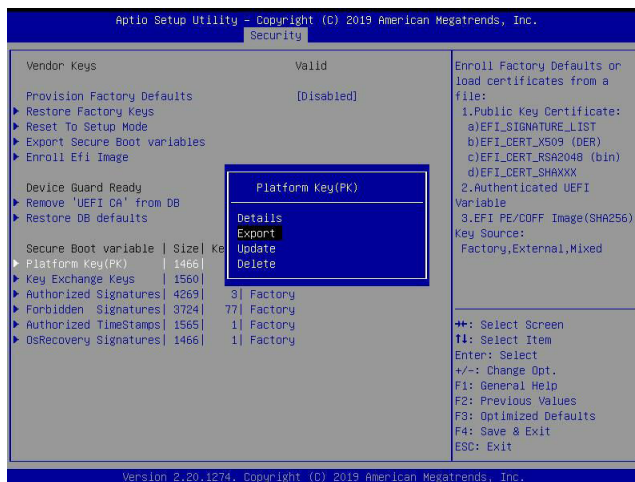 Aptio Setup Utility – Copyright (C) 2019 American Megatrends, Inc.
Security
Vendor Keys Valid
Provision Factory Defaults [Disabled]
Restore Factory Keys
Reset To Setup Mode
Export Secure Boot variables
Enroll Efi Image
Device Guard Ready
Remove 'UEFI CA' from DB
Restore DB defaults
Secure Boot variable | Size| Ke
Platform Key(PK) | 1466|
Key Exchange Keys | 1560|
Authorized Signatures| 4269| 3| Factory
Forbidden Signatures| 3724| 77| Factory
Authorized TimeStamps| 1565| 1| Factory
OsRecovery Signatures| 1466| 1| Factory
Platform Key(PK)
Details
Export
Update
Delete
Enroll Factory Defaults or
load certificates from a
file:
1.Public Key Certificate:
a)EFI_SIGNATURE_LIST
b)EFI_CERT_X509 (DER)
c)EFI_CERT_RSA2048 (bin)
d)EFI_CERT_SHAXXX
2.Authenticated UEFI
Variable
3.EFI PE/COFF Image(SHA256)
Key Source:
Factory,External,Mixed
→←: Select Screen
↑↓: Select Item
Enter: Select
+/-: Change Opt.
F1: General Help
F2: Previous Values
F3: Optimized Defaults
F4: Save & Exit
ESC: Exit
Version 2.20.1274. Copyright (C) 2019 American Megatrends, Inc.